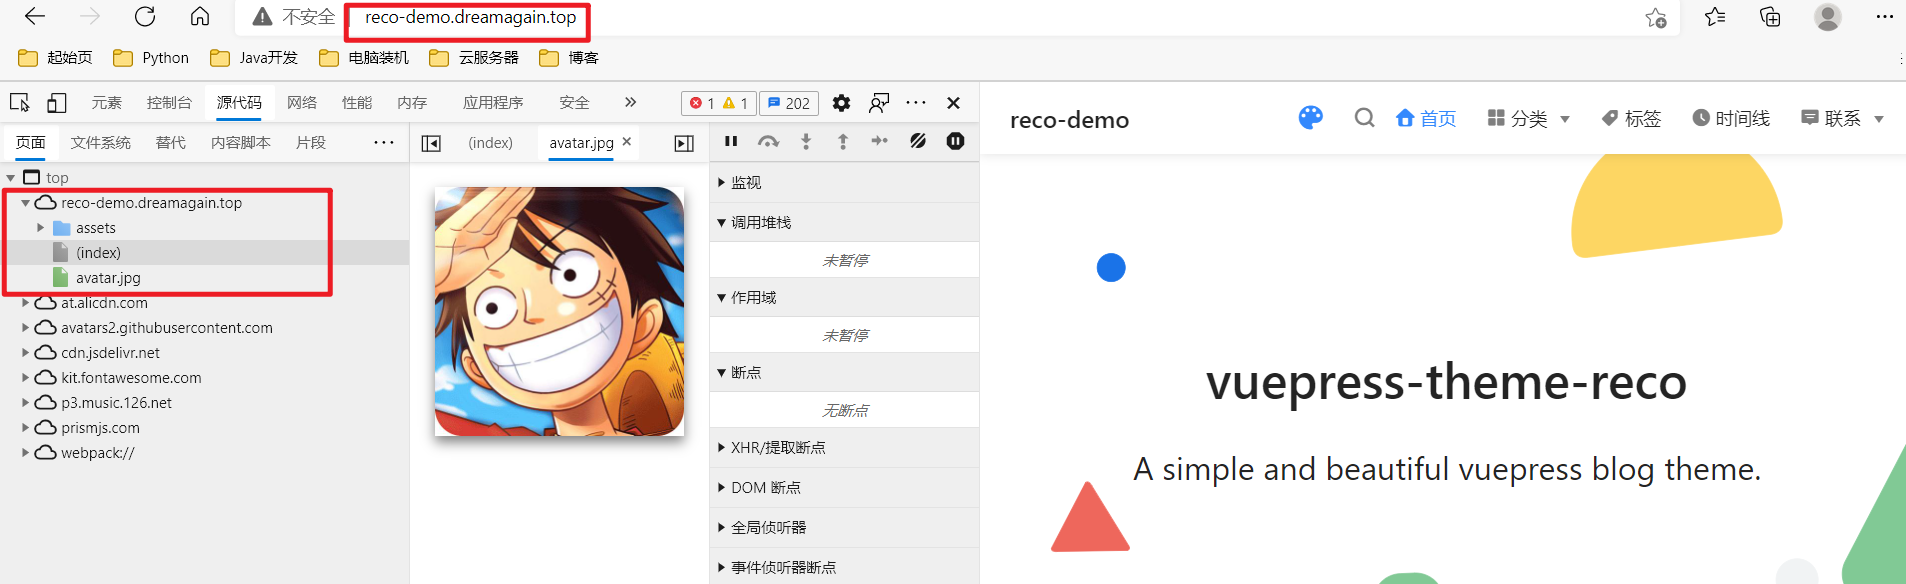 不安全 reco-demo.dreamagain.top
起始页 Python Java开发 电脑装机 云服务器 博客
元素 控制台 源代码 网络 性能 内存 应用程序 安全 1 1 202
页面 文件系统 替代 内容脚本 片段 (index) avatar.jpg
top
reco-demo.dreamagain.top
assets
(index)
avatar.jpg
at.alicdn.com
avatars2.githubusercontent.com
cdn.jsdelivr.net
kit.fontawesome.com
p3.music.126.net
prismjs.com
webpack://
监视
调用堆栈
未暂停
作用域
未暂停
断点
无断点
XHR/提取断点
DOM 断点
全局侦听器
事件侦听器断点
reco-demo 首页 分类 标签 时间线 联系
vuepress-theme-reco
A simple and beautiful vuepress blog theme.